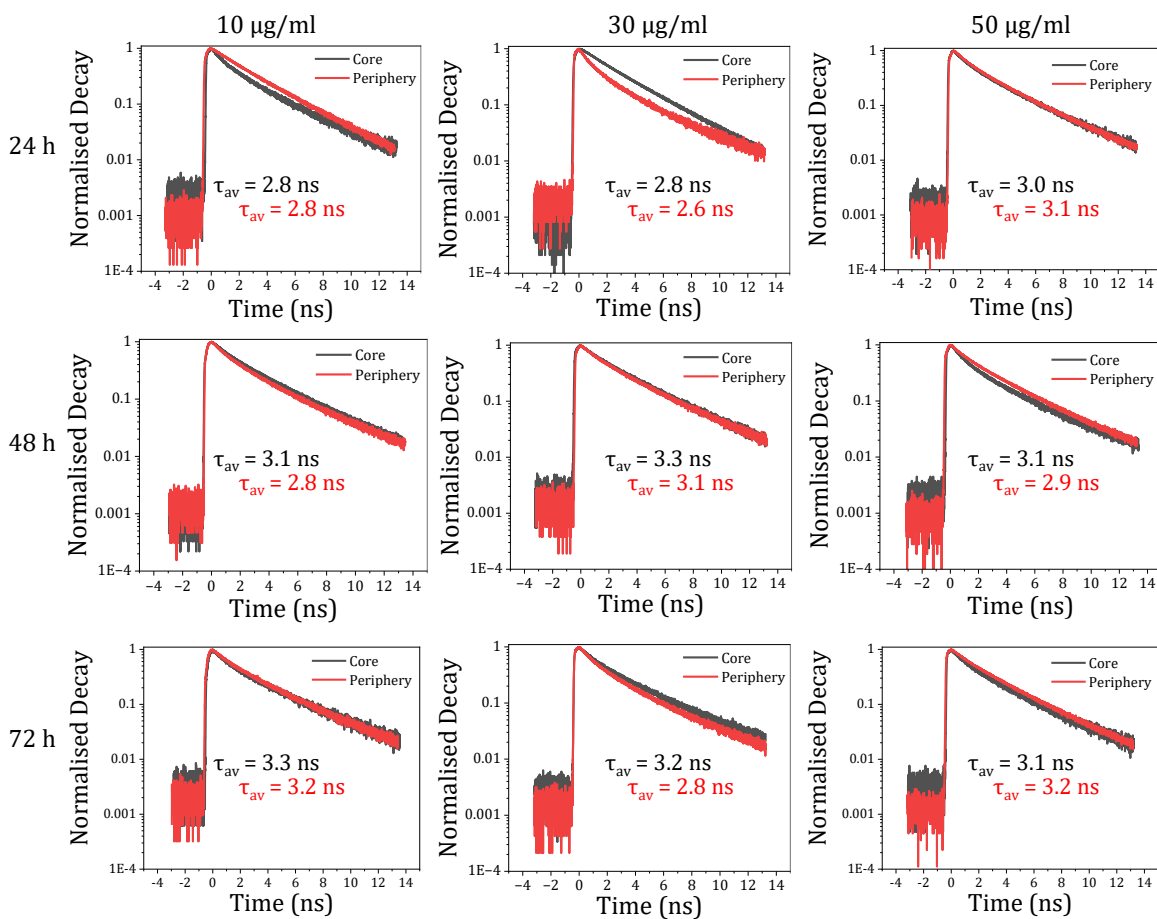 10 µg/ml
30 µg/ml
50 µg/ml
24 h
Normalised Decay
1
0.1
0.01
0.001
1E-4
Core
Periphery
τav = 2.8 ns
τav = 2.8 ns
-4 -2 0 2 4 6 8 10 12 14
Time (ns)
Normalised Decay
1
0.1
0.01
0.001
1E-4
Core
Periphery
τav = 2.8 ns
τav = 2.6 ns
-4 -2 0 2 4 6 8 10 12 14
Time (ns)
Normalised Decay
1
0.1
0.01
0.001
1E-4
Core
Periphery
τav = 3.0 ns
τav = 3.1 ns
-4 -2 0 2 4 6 8 10 12 14
Time (ns)
48 h
Normalised Decay
1
0.1
0.01
0.001
1E-4
Core
Periphery
τav = 3.1 ns
τav = 2.8 ns
-4 -2 0 2 4 6 8 10 12 14
Time (ns)
Normalised Decay
1
0.1
0.01
0.001
1E-4
Core
Periphery
τav = 3.3 ns
τav = 3.1 ns
-4 -2 0 2 4 6 8 10 12 14
Time (ns)
Normlised Decay
1
0.1
0.01
0.001
1E-4
Core
Periphery
τav = 3.1 ns
τav = 2.9 ns
-4 -2 0 2 4 6 8 10 12 14
Time (ns)
72 h
Normalised Decay
1
0.1
0.01
0.001
1E-4
Core
Periphery
τav = 3.3 ns
τav = 3.2 ns
-4 -2 0 2 4 6 8 10 12 14
Time (ns)
Normalised Decay
1
0.1
0.01
0.001
1E-4
Core
Periphery
τav = 3.2 ns
τav = 2.8 ns
-4 -2 0 2 4 6 8 10 12 14
Time (ns)
Normalised Decay
1
0.1
0.01
0.001
1E-4
Core
Periphery
τav = 3.1 ns
τav = 3.2 ns
-4 -2 0 2 4 6 8 10 12 14
Time (ns)